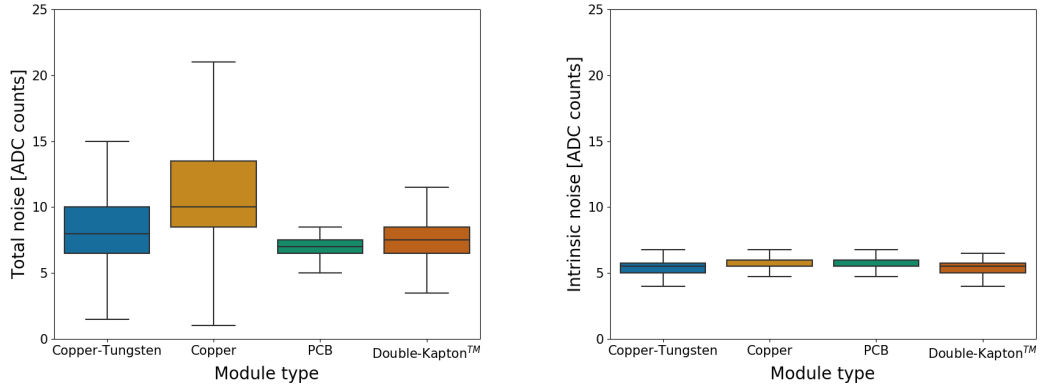 Total noise [ADC counts]
25
20
15
10
5
0
Copper-Tungsten Copper PCB Double-Kapton™
Module type
Intrinsic noise [ADC counts]
25
20
15
10
5
0
Copper-Tungsten Copper PCB Double-Kapton™
Module type